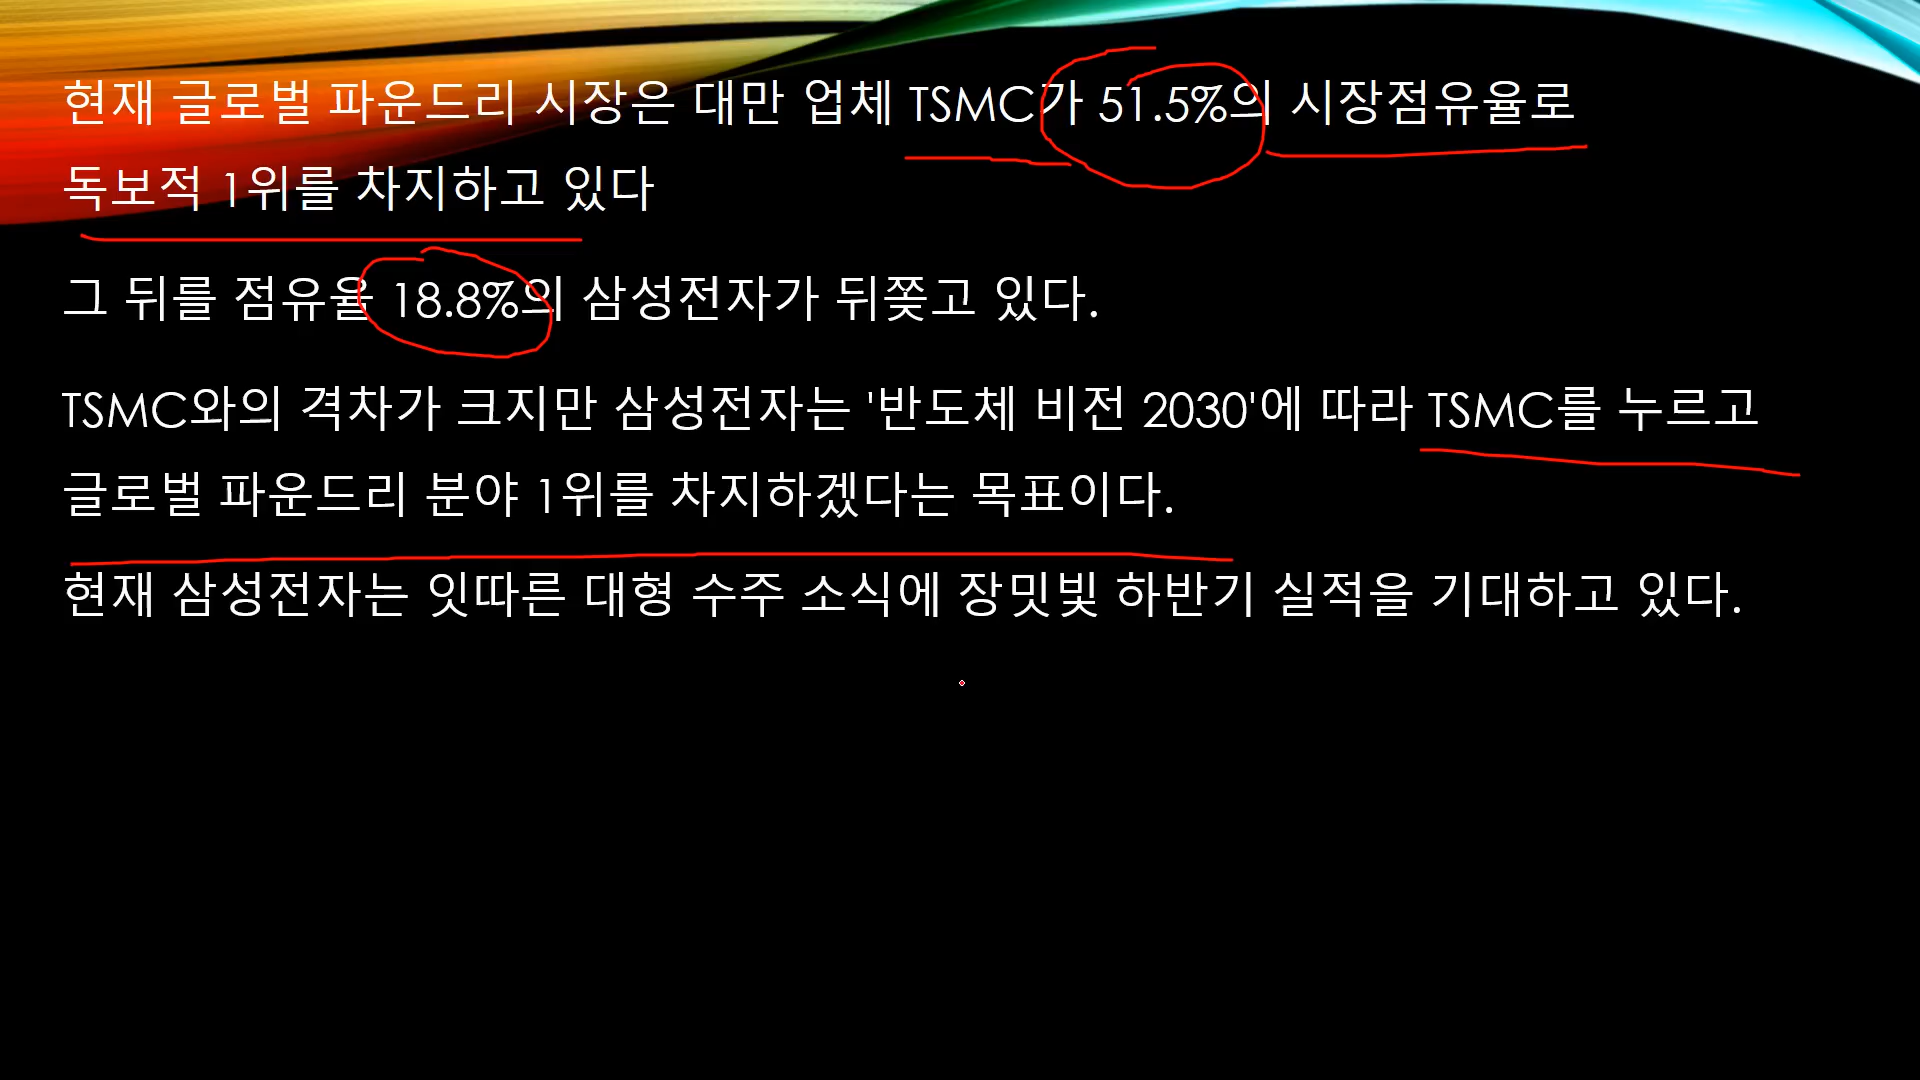 현재 글로벌 파운드리 시장은 대만 업체 TSMC가 51.5%의 시장점유율로
독보적 1위를 차지하고 있다
그 뒤를 점유율 18.8%의 삼성전자가 뒤쫓고 있다.
TSMC와의 격차가 크지만 삼성전자는 '반도체 비전 2030'에 따라 TSMC를 누르고
글로벌 파운드리 분야 1위를 차지하겠다는 목표이다.
현재 삼성전자는 잇따른 대형 수주 소식에 장밋빛 하반기 실적을 기대하고 있다.